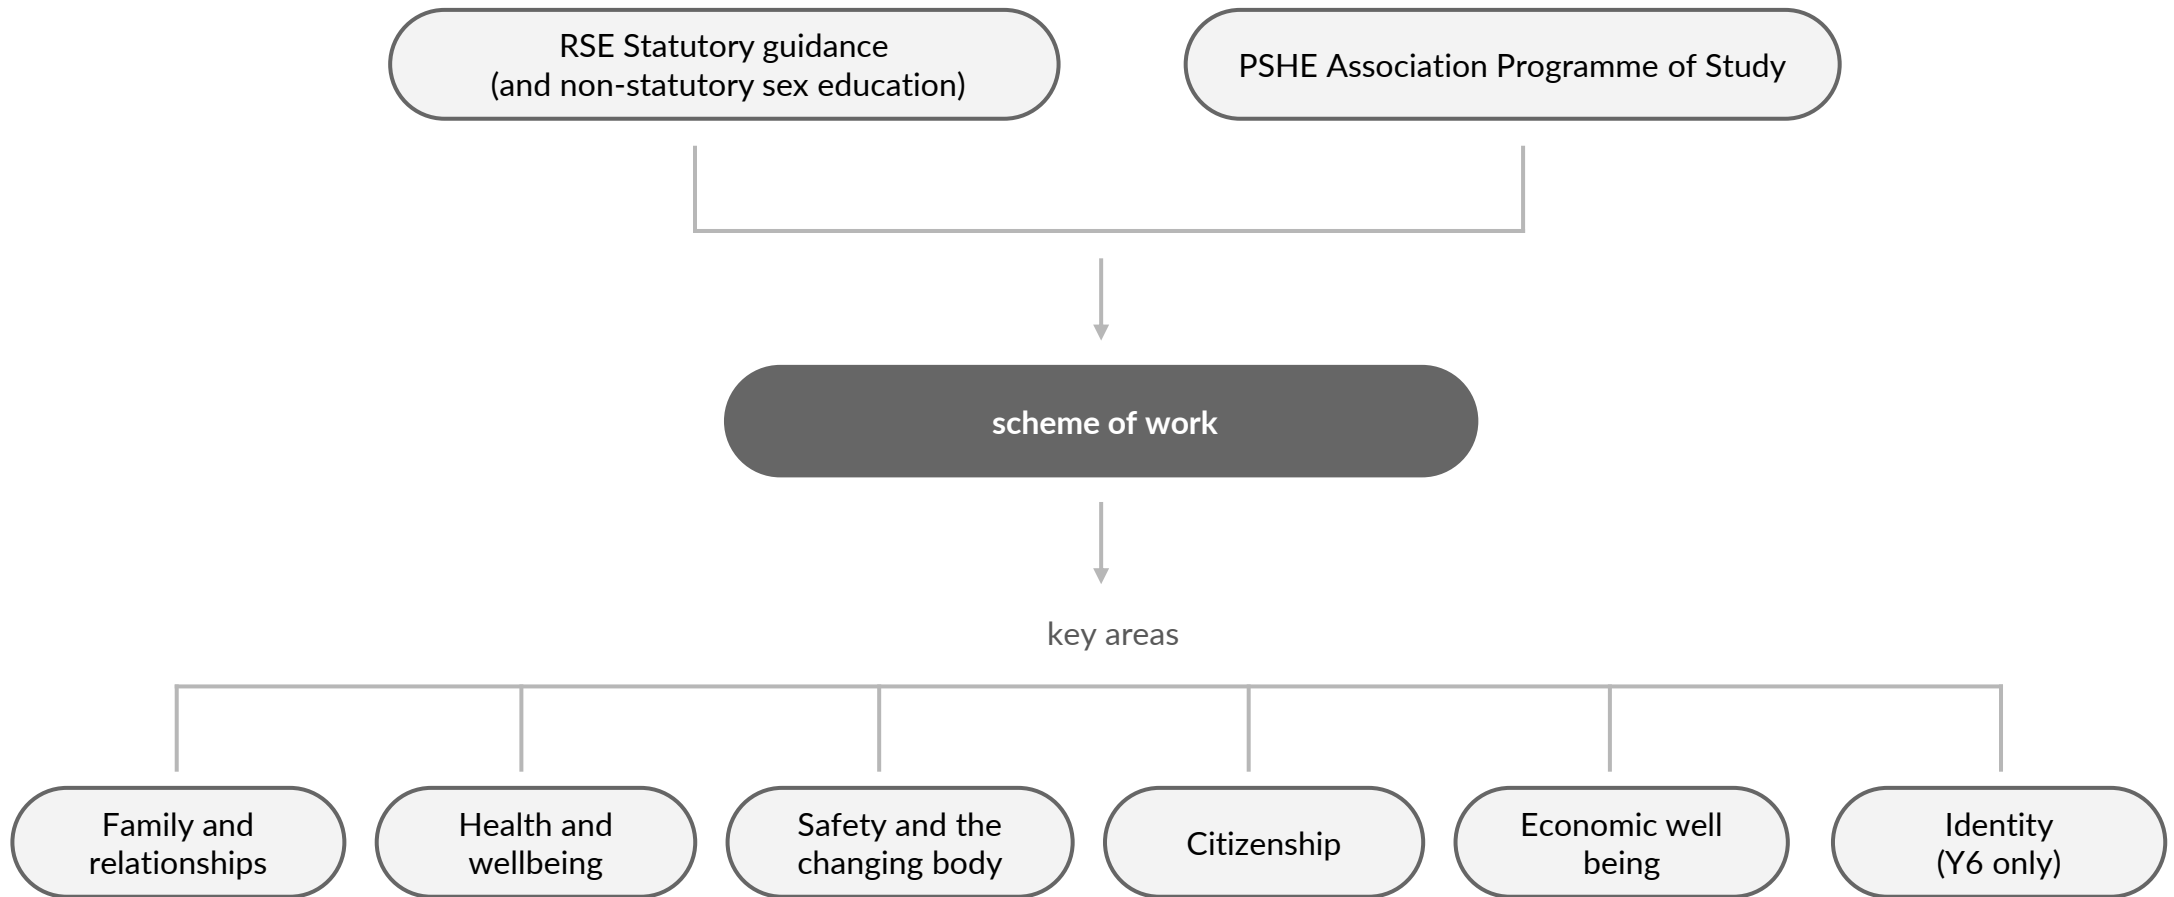 RSE Statutory guidance
(and non-statutory sex education)
PSHE Association Programme of Study
scheme of work
key areas
Family and
relationships
Health and
wellbeing
Safety and the
changing body
Citizenship
Economic well
being
Identity
(Y6 only)